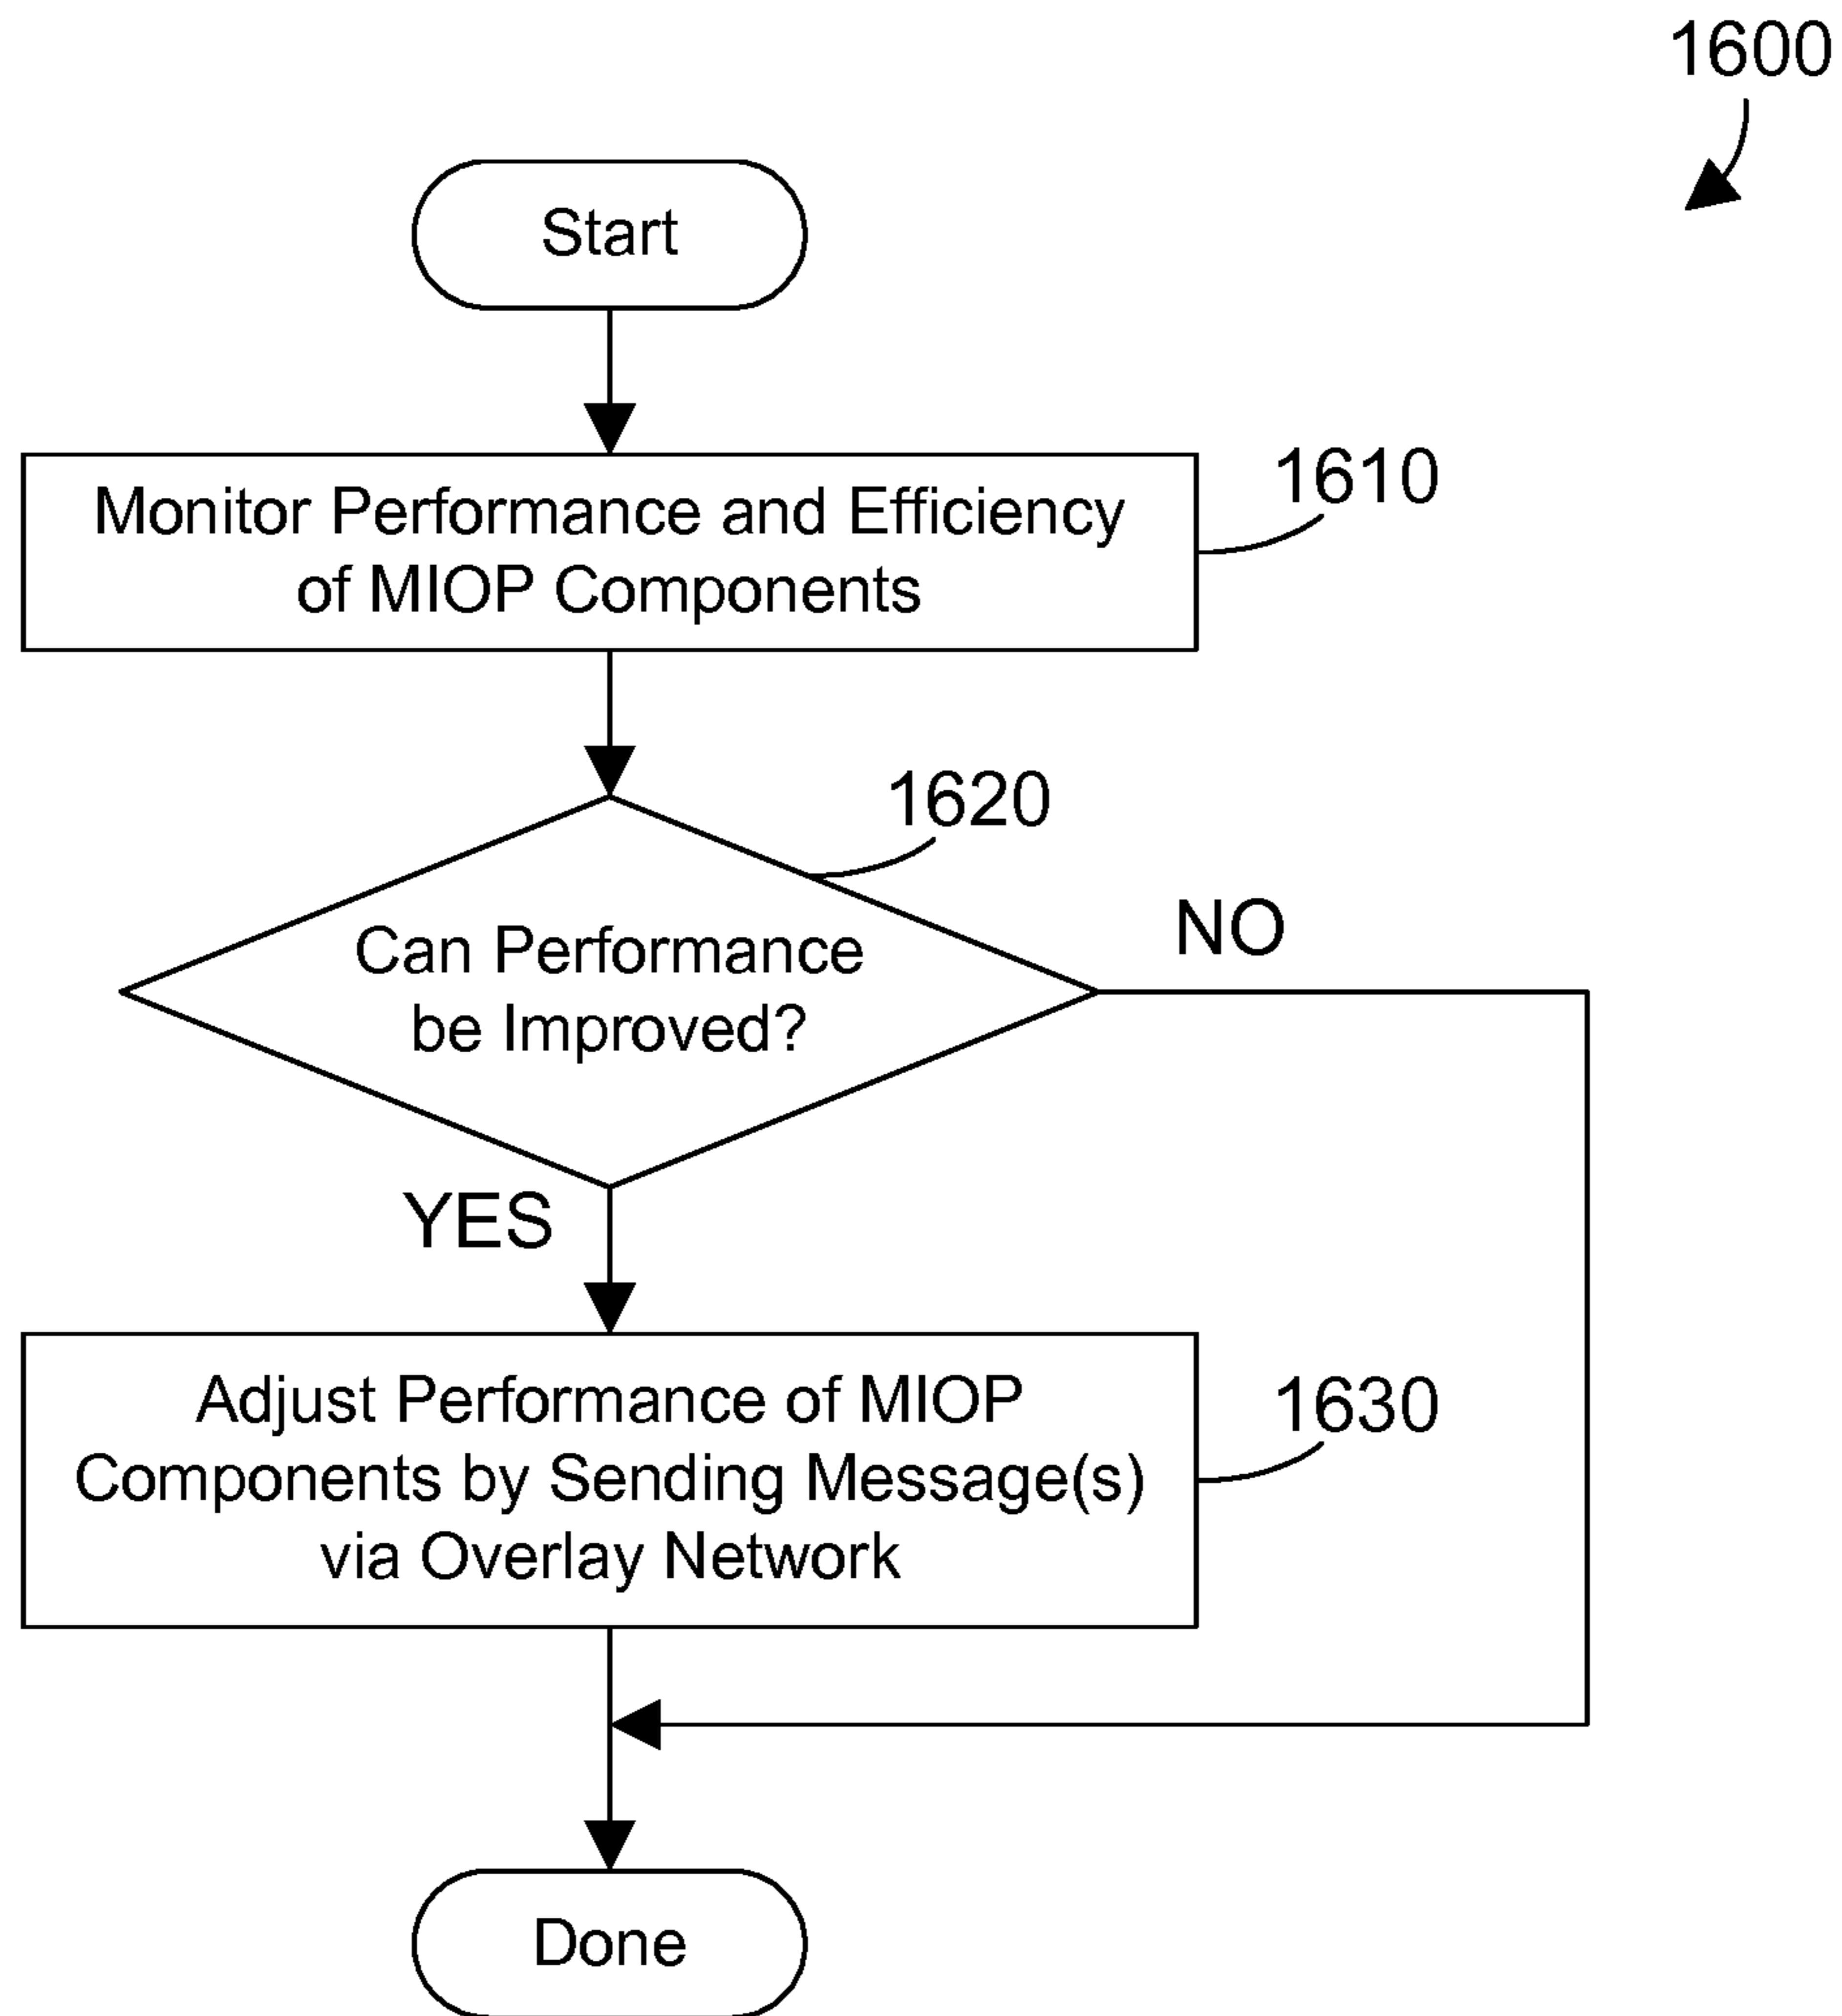 1600
Start
Monitor Performance and Efficiency
of MIOP Components
1610
1620
Can Performance
be Improved?
NO
YES
Adjust Performance of MIOP
Components by Sending Message(s)
via Overlay Network
1630
Done